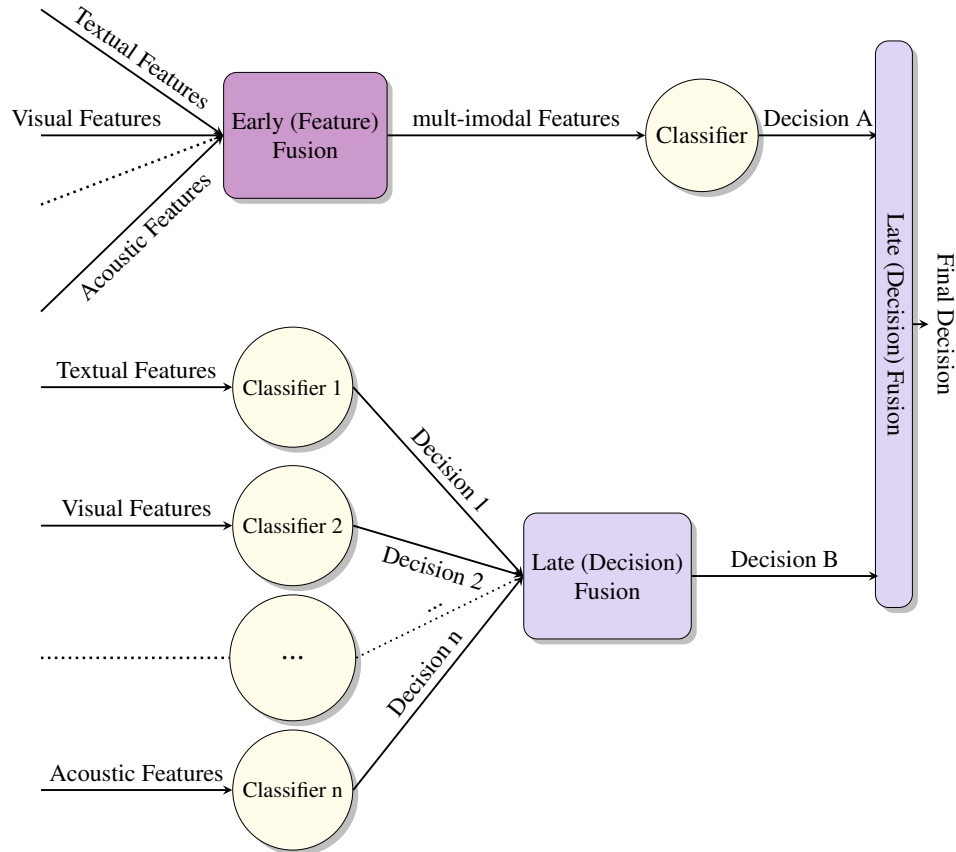 Textual Features
Visual Features
Acoustic Features
Early (Feature)
Fusion
mult-imodal Features
Classifier
Decision A
Late (Decision) Fusion
Final Decision
Textual Features
Classifier 1
Decision 1
Visual Features
Classifier 2
Decision 2
...
...
Decision n
Acoustic Features
Classifier n
Late (Decision)
Fusion
Decision B